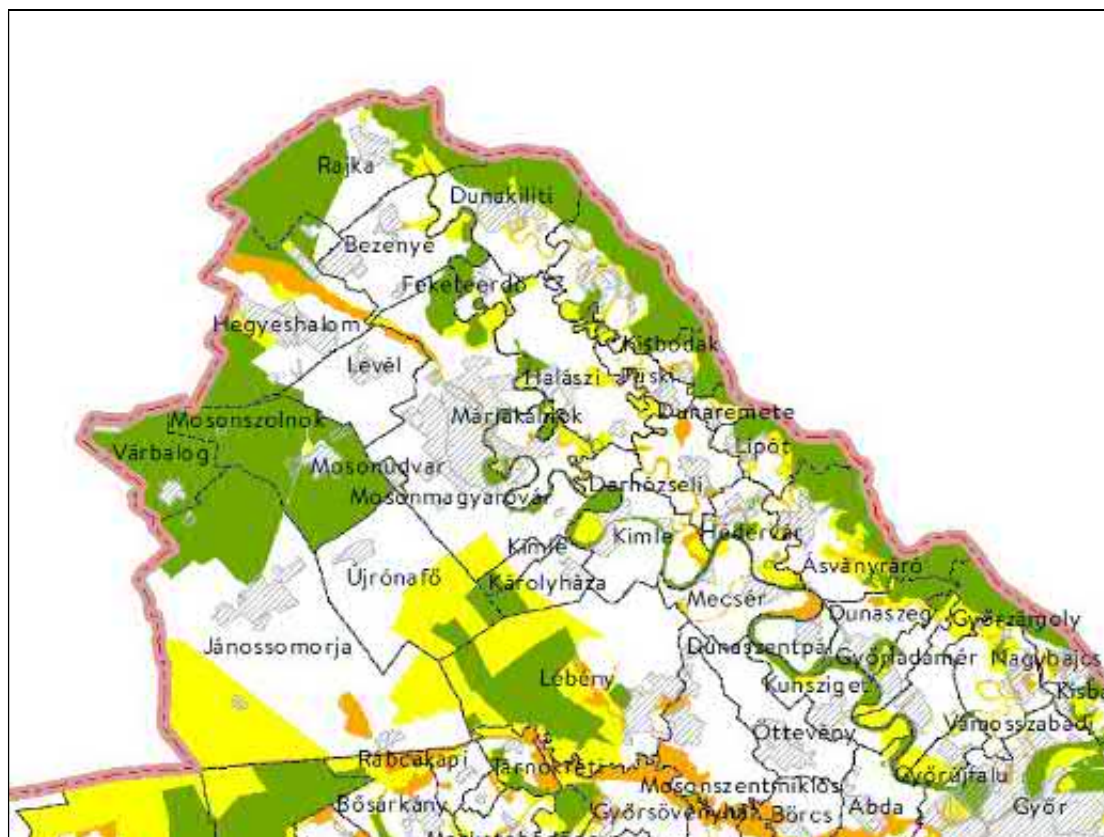 Rajka
Dunakiliti
Bezenye
Feketeerdő
Hegyeshalom
Levél
Kisbodak
Halászi
Püski
Máriakálnok
Dunaremete
Mosonszolnok
Lipót
Várbalog
Mosonudvar
Darnózseli
Mosonmagyaróvár
Hédervár
Kimle
Kimle
Ásványráró
Újrónafő
Károlyháza
Mecsér
Dunaszeg
Győrzámoly
Jánossomorja
Dunaszentpál
Győrladamér
Nagybajcs
Lébény
Kunsziget
Kisba
Öttevény
Vámosszabadi
Rábcakapi
Tárnokréti
Győrújfalu
Mosonszentmiklós
Bősárkány
Győrsövényház
Börcs
Abda
Győr